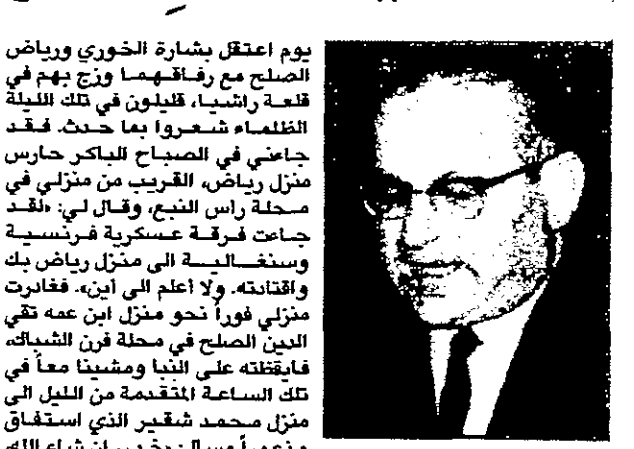 يوم اعتقل بشارة الخوري ورياض
الصلح مع رفاقهما وزج بهم في
قلعة راشيا، قليلون في تلك الليلة
الظلماء شعروا بما حدث. فقد
جاءني في الصباح الباكر حارس
منزل رياض، القريب من منزلي في
محلة راس النبع، وقال لي: «لقد
جاءت فرقة عسكرية فرنسية
وسنغالية الى منزل رياض بك
واقتادته. ولا أعلم الى أين». فغادرت
منزلي فوراً نحو منزل ابن عمه تقي
الدين الصلح في محلة فرن الشباك،
فايقظته على النبا ومشينا معاً في
تلك الساعة المتقدمة من الليل الى
منزل محمد شقير الذي استفاق
ان شاء الله